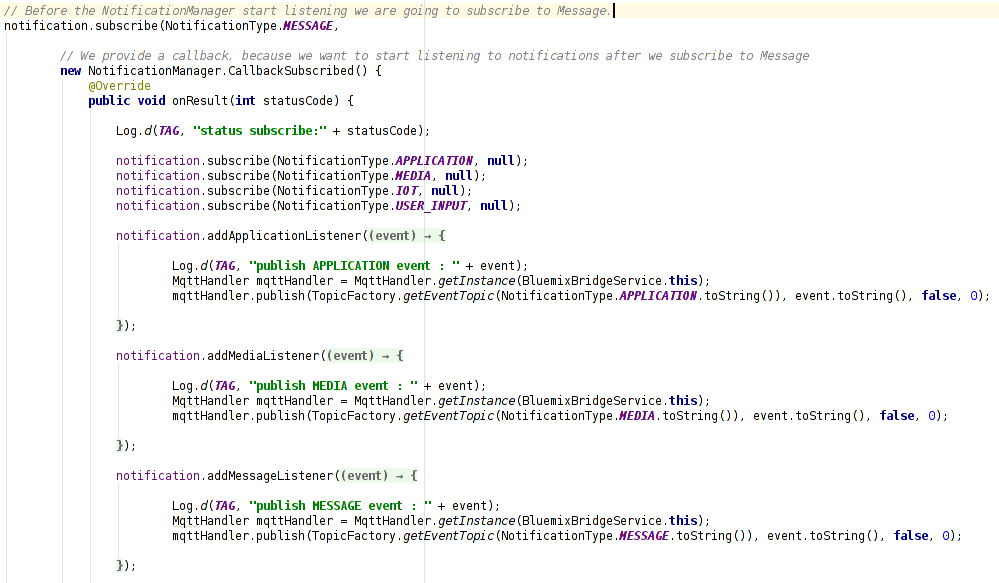 // Before the NotificationManager start listening we are going to subscribe to Message.
notification.subscribe(NotificationType.MESSAGE,
// We provide a callback, because we want to start listening to notifications after we subscribe to Message
new NotificationManager.CallbackSubscribed() {
@Override
public void onResult(int statusCode) {
Log.d(TAG, "status subscribe:" + statusCode);
notification.subscribe(NotificationType.APPLICATION, null);
notification.subscribe(NotificationType.MEDIA, null);
notification.subscribe(NotificationType.IOT, null);
notification.subscribe(NotificationType.USER_INPUT, null);
notification.addApplicationListener((event) → {
Log.d(TAG, "publish APPLICATION event : " + event);
MqttHandler mqttHandler = MqttHandler.getInstance(BluemixBridgeService.this);
mqttHandler.publish(TopicFactory.getEventTopic(NotificationType.APPLICATION.toString()), event.toString(), false, 0);
});
notification.addMediaListener((event) → {
Log.d(TAG, "publish MEDIA event : " + event);
MqttHandler mqttHandler = MqttHandler.getInstance(BluemixBridgeService.this);
mqttHandler.publish(TopicFactory.getEventTopic(NotificationType.MEDIA.toString()), event.toString(), false, 0);
});
notification.addMessageListener((event) → {
Log.d(TAG, "publish MESSAGE event : " + event);
MqttHandler mqttHandler = MqttHandler.getInstance(BluemixBridgeService.this);
mqttHandler.publish(TopicFactory.getEventTopic(NotificationType.MESSAGE.toString()), event.toString(), false, 0);
});